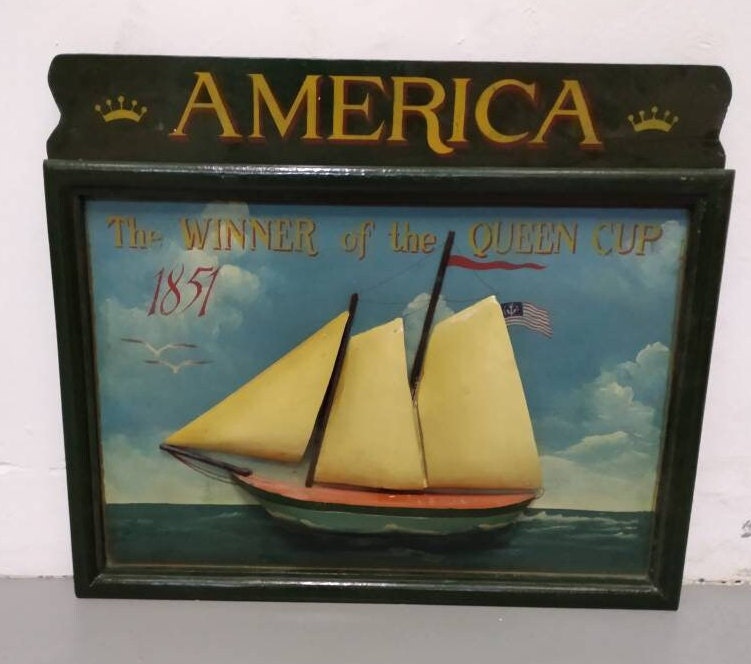 AMERICA
The WINNER of the QUEEN CUP
1851